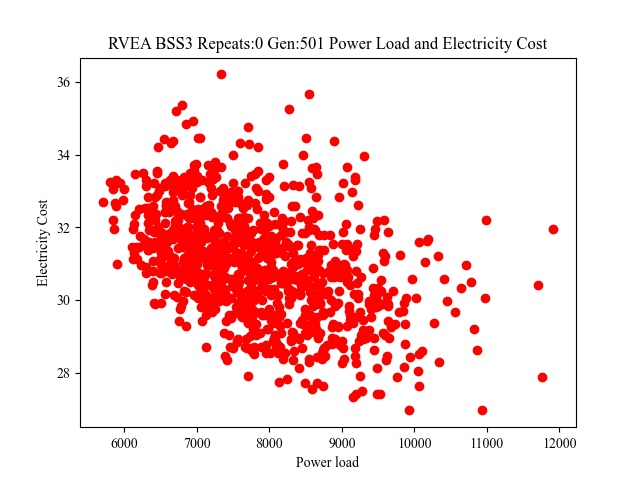 RVEA BSS3 Repeats:0 Gen:501 Power Load and Electricity Cost
Electricity Cost
36
34
32
30
28
6000 7000 8000 9000 10000 11000 12000
Power load